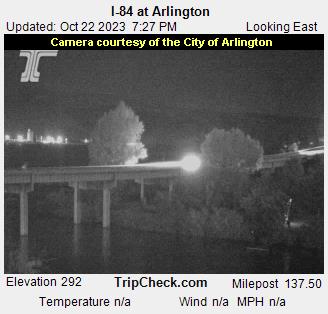 I-84 at Arlington
Updated: Oct 22 2023 7:27 PM Looking East
Camera courtesy of the City of Arlington
Elevation 292 TripCheck.com Milepost 137.50
Temperature n/a Wind n/a MPH n/a